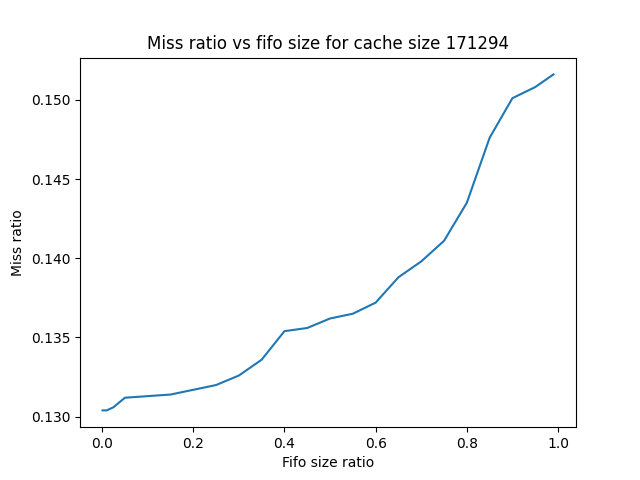 Miss ratio vs fifo size for cache size 171294
0.150
0.145
0.140
0.135
0.130
Miss ratio
0.0 0.2 0.4 0.6 0.8 1.0
Fifo size ratio